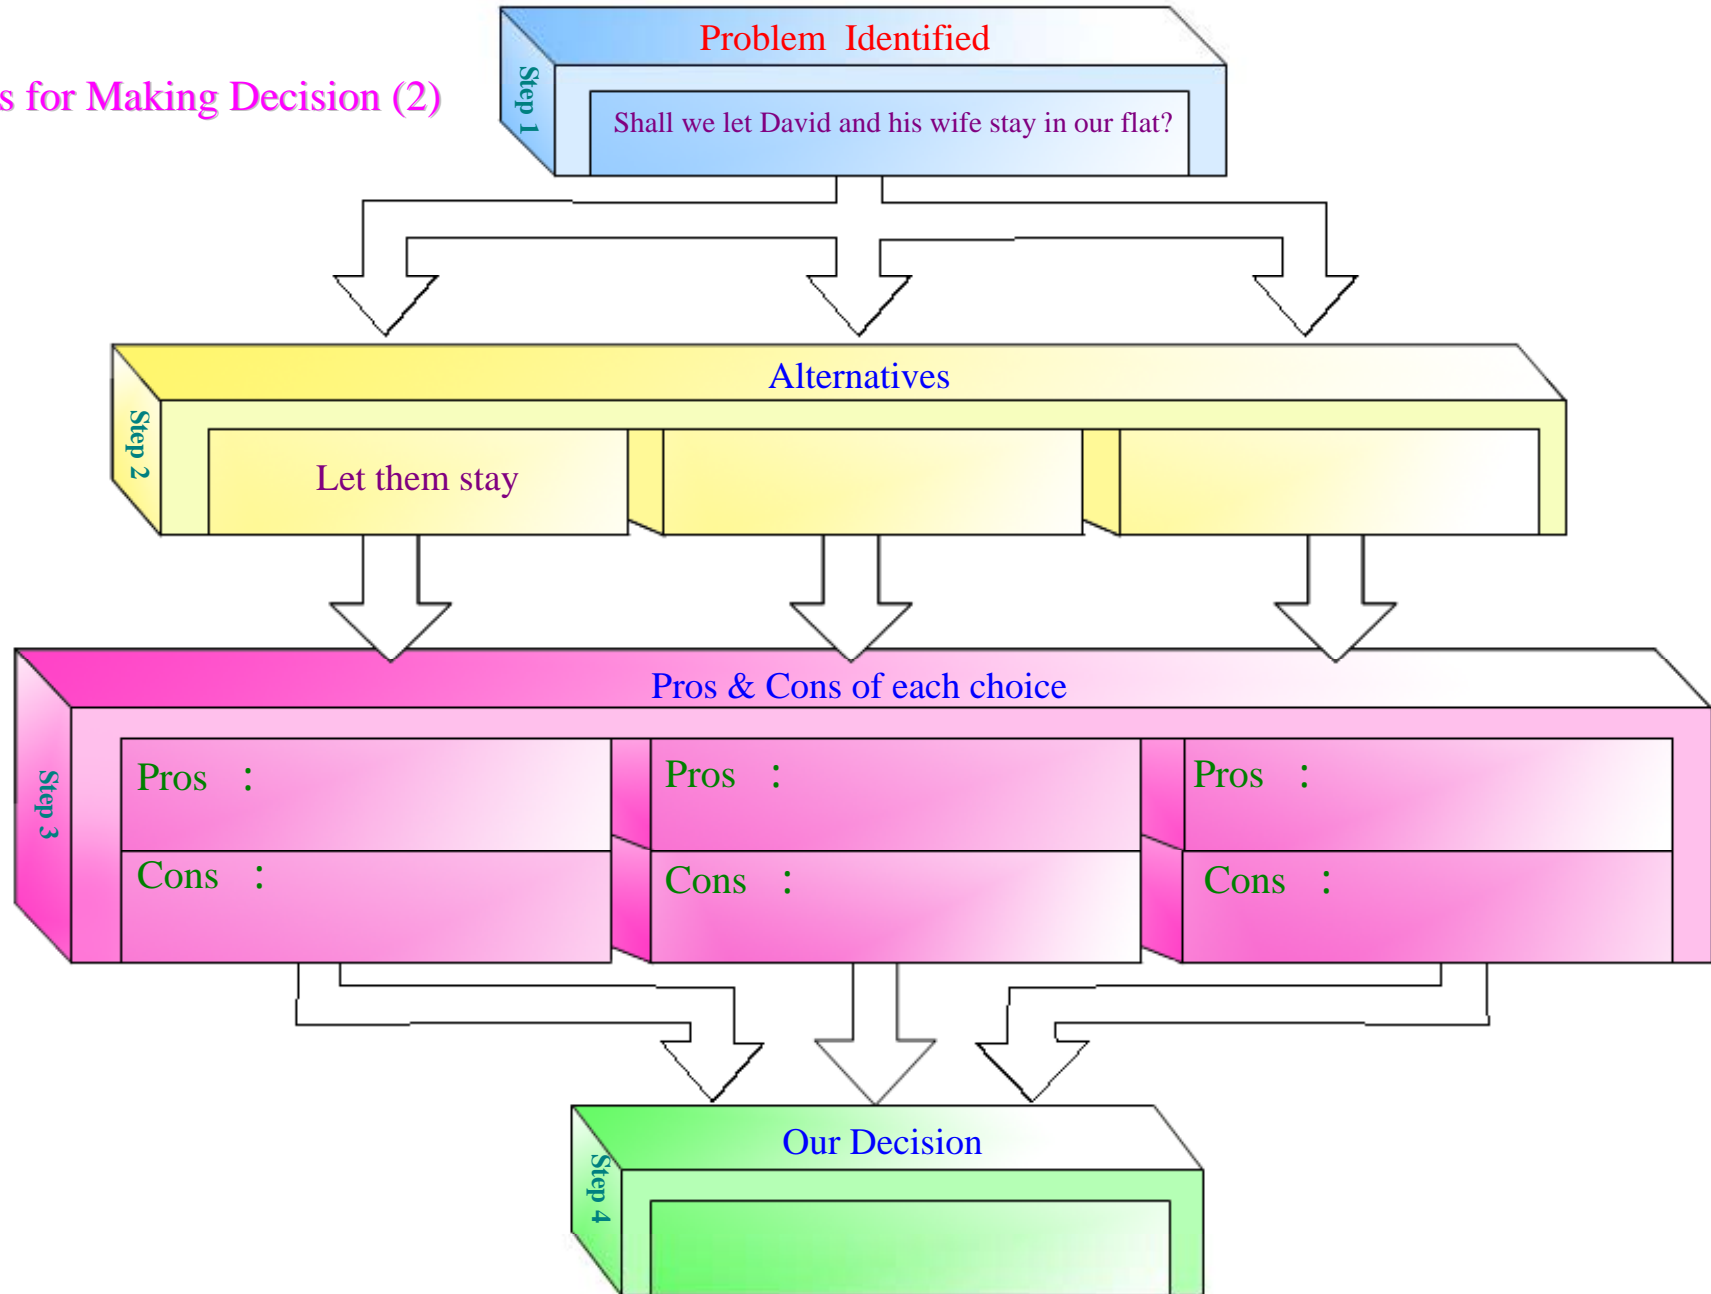 Problem Identified
s for Making Decision (2)
Step 1
Shall we let David and his wife stay in our flat?
Alternatives
Step 2
Let them stay
Pros & Cons of each choice
Step 3
Pros :
Pros :
Pros :
Cons :
Cons :
Cons :
Our Decision
Step 4